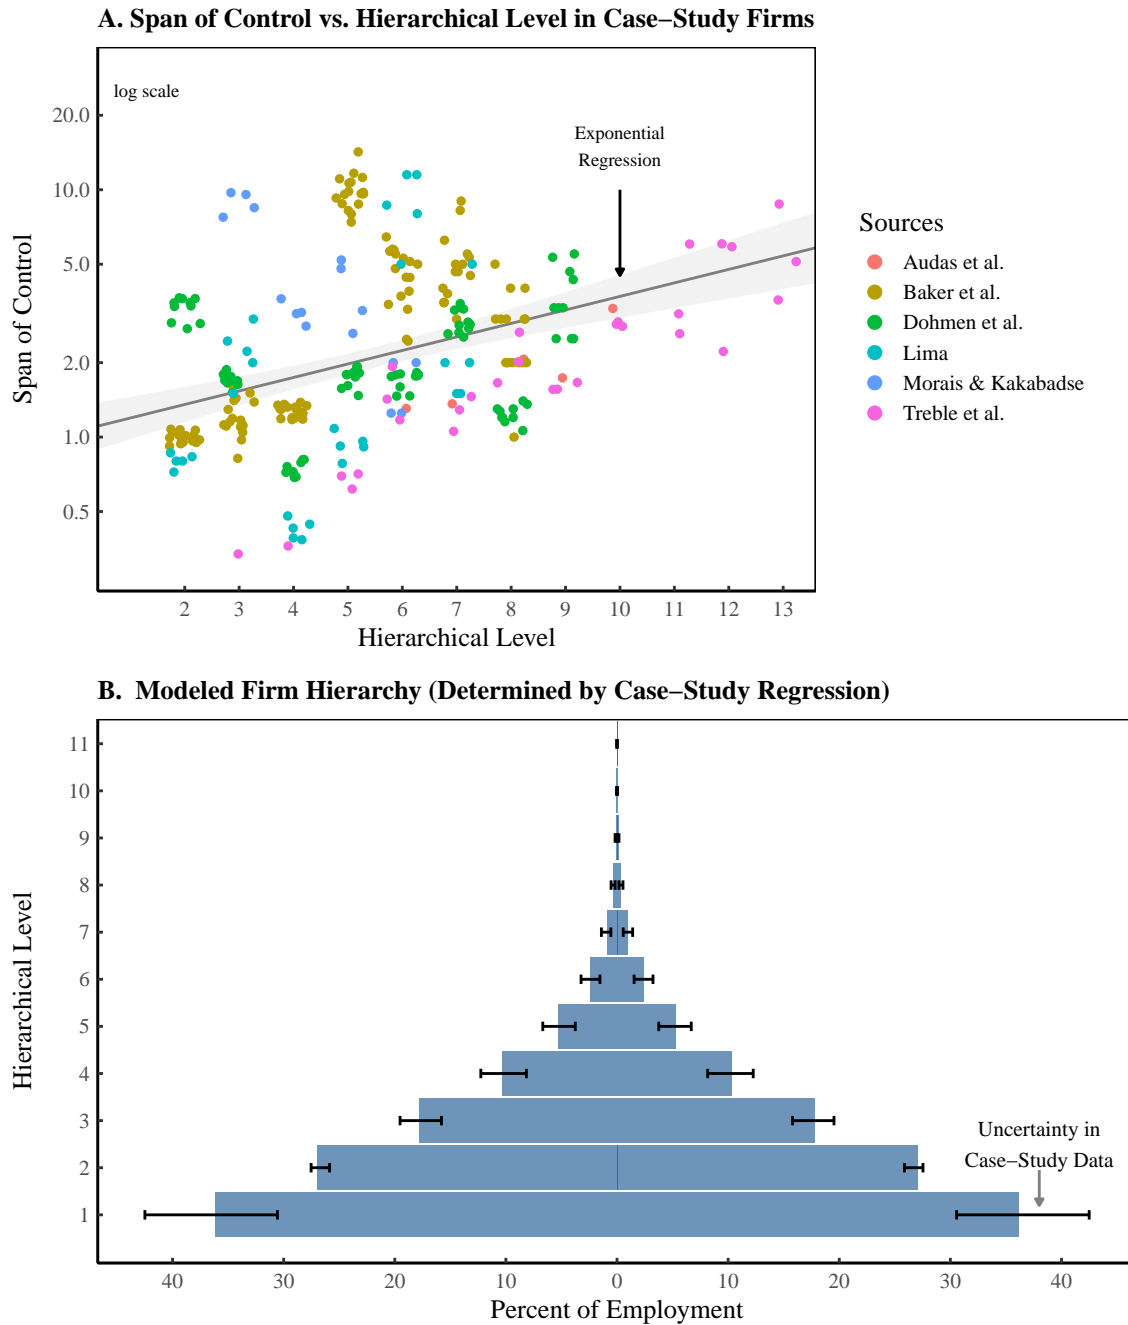 A. Span of Control vs. Hierarchical Level in Case−Study Firms
log scale
20.0
10.0
5.0
2.0
1.0
0.5
Span of Control
Exponential
Regression
2 3 4 5 6 7 8 9 10 11 12 13
Hierarchical Level
Sources
Audas et al.
Baker et al.
Dohmen et al.
Lima
Morais & Kakabadse
Treble et al.
B. Modeled Firm Hierarchy (Determined by Case−Study Regression)
11
10
9
8
7
6
5
4
3
2
1
Hierarchical Level
Uncertainty in
Case−Study Data
40 30 20 10 0 10 20 30 40
Percent of Employment